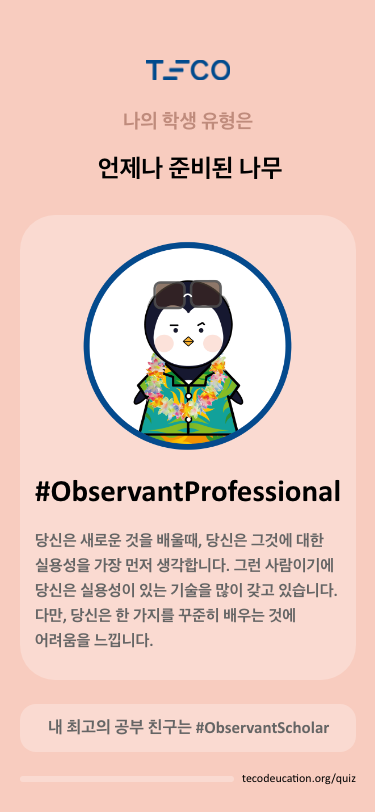 TECO
나의 학생 유형은
언제나 준비된 나무
#ObservantProfessional
당신은 새로운 것을 배울때, 당신은 그것에 대한
실용성을 가장 먼저 생각합니다. 그런 사람이기에
당신은 실용성이 있는 기술을 많이 갖고 있습니다.
다만, 당신은 한 가지를 꾸준히 배우는 것에
어려움을 느낍니다.
내 최고의 공부 친구는 #ObservantScholar
tecodeucation.org/quiz